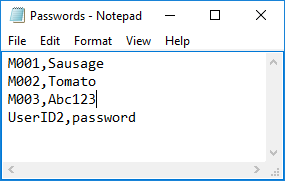 Passwords - Notepad
File Edit Format View Help
M001,Sausage
M002,Tomato
M003,Abc123
UserID2,password